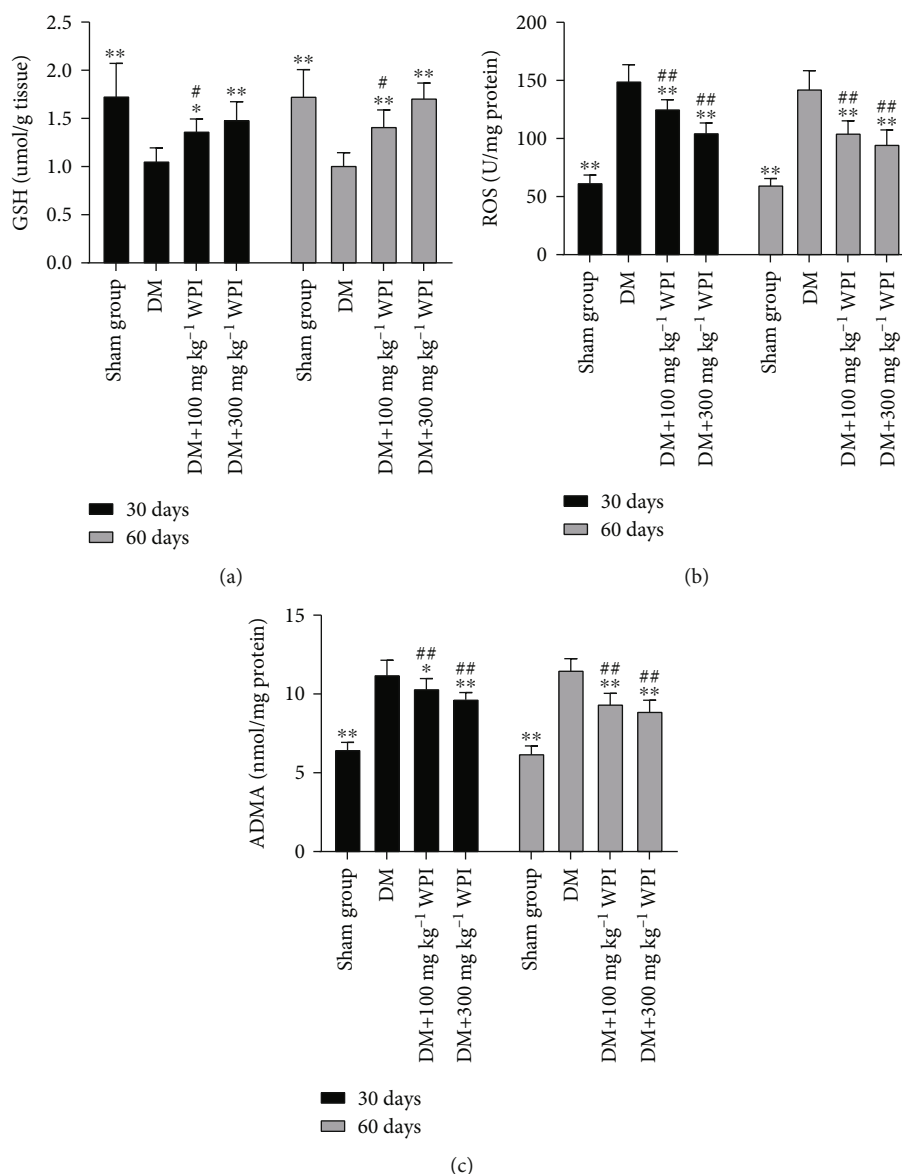 GSH (umol/g tissue)
2.5
2.0
1.5
1.0
0.5
0.0
**
#
*
**
**
#
**
**
Sham group
DM
DM+100 mg kg⁻¹ WPI
DM+300 mg kg⁻¹ WPI
Sham group
DM
DM+100 mg kg⁻¹ WPI
DM+300 mg kg⁻¹ WPI
30 days
60 days
(a)
ROS (U/mg protein)
200
150
100
50
0
**
##
**
##
**
**
##
**
##
**
Sham group
DM
DM+100 mg kg⁻¹ WPI
DM+300 mg kg⁻¹ WPI
Sham group
DM
DM+100 mg kg⁻¹ WPI
DM+300 mg kg⁻¹ WPI
30 days
60 days
(b)
ADMA (nmol/mg protein)
15
10
5
0
**
##
*
##
**
**
##
**
##
**
Sham group
DM
DM+100 mg kg⁻¹ WPI
DM+300 mg kg⁻¹ WPI
Sham group
DM
DM+100 mg kg⁻¹ WPI
DM+300 mg kg⁻¹ WPI
30 days
60 days
(c)